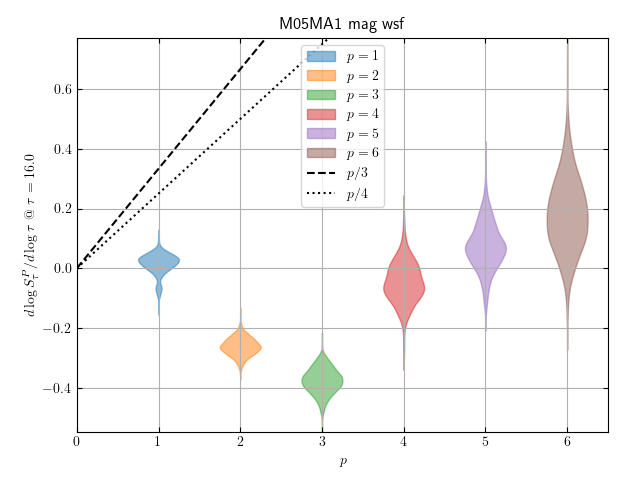 M05MA1 mag wsf
d log S_τ^P / d log τ @ τ = 16.0
0.6
0.4
0.2
0.0
−0.2
−0.4
p = 1
p = 2
p = 3
p = 4
p = 5
p = 6
p/3
p/4
0 1 2 3 4 5 6
p